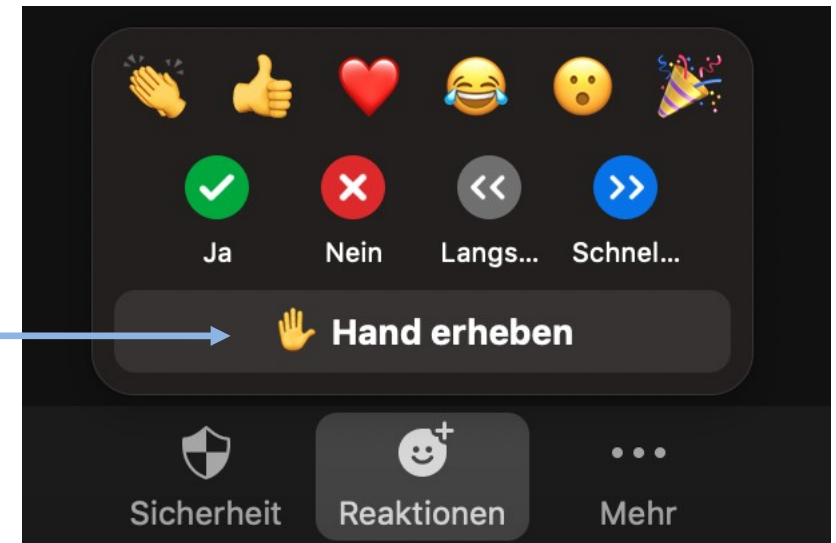 Ja Nein Langs... Schnel...
Hand erheben
Sicherheit Reaktionen Mehr